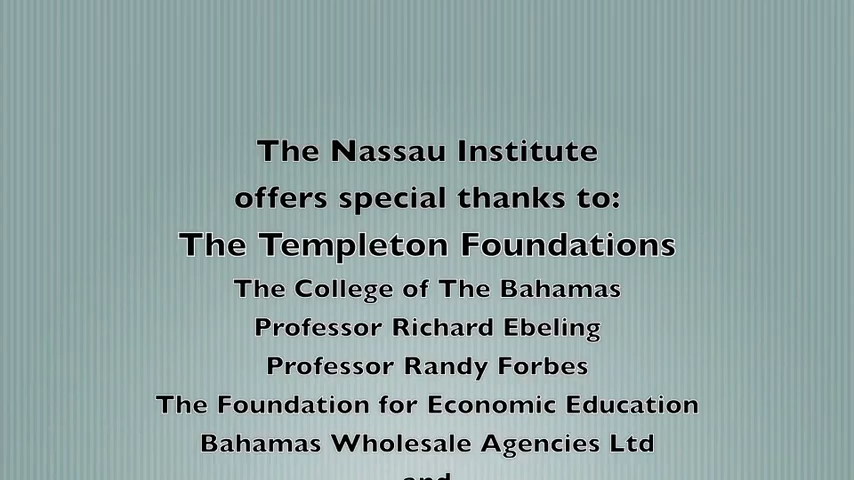 The Nassau Institute
offers special thanks to:
The Templeton Foundations
The College of The Bahamas
Professor Richard Ebeling
Professor Randy Forbes
The Foundation for Economic Education
Bahamas Wholesale Agencies Ltd
and